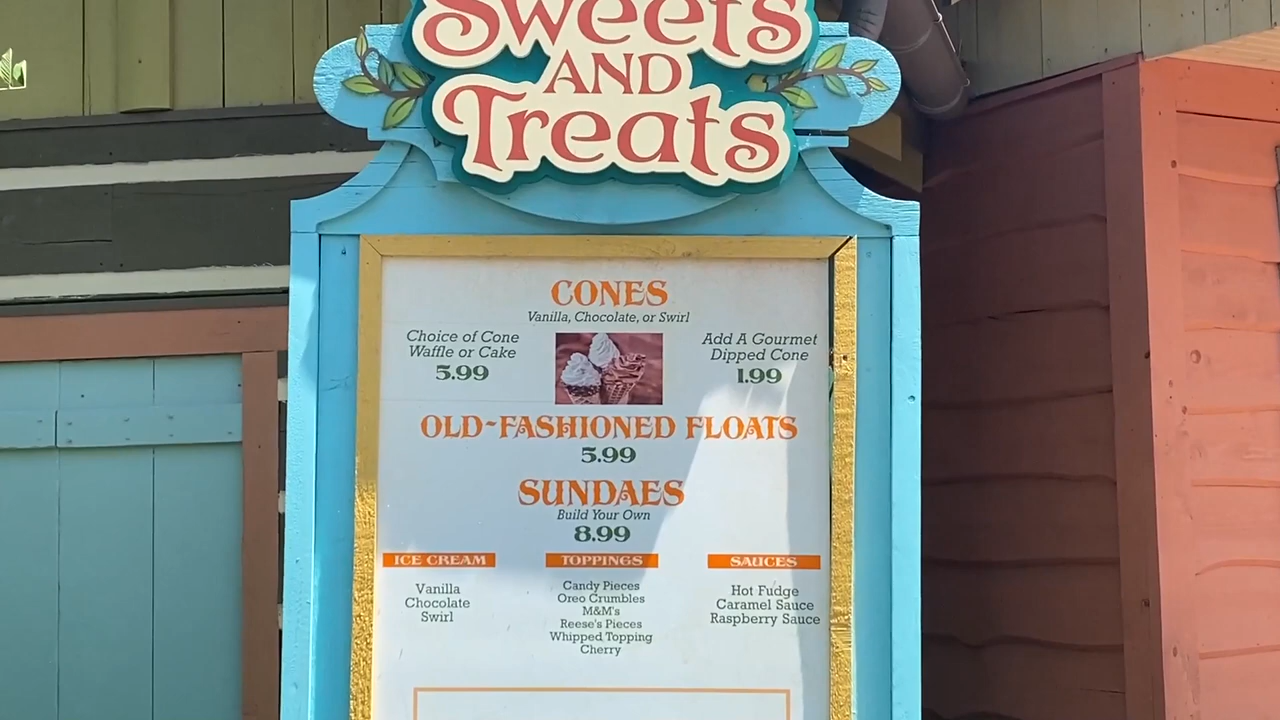 Sweets
AND
Treats
CONES
Vanilla, Chocolate, or Swirl
Choice of Cone
Waffle or Cake
5.99
Add A Gourmet
Dipped Cone
1.99
OLD-FASHIONED FLOATS
5.99
SUNDAES
Build Your Own
8.99
ICE CREAM
Vanilla
Chocolate
Swirl
TOPPINGS
Candy Pieces
Oreo Crumbles
M&M's
Reese's Pieces
Whipped Topping
Cherry
SAUCES
Hot Fudge
Caramel Sauce
Raspberry Sauce